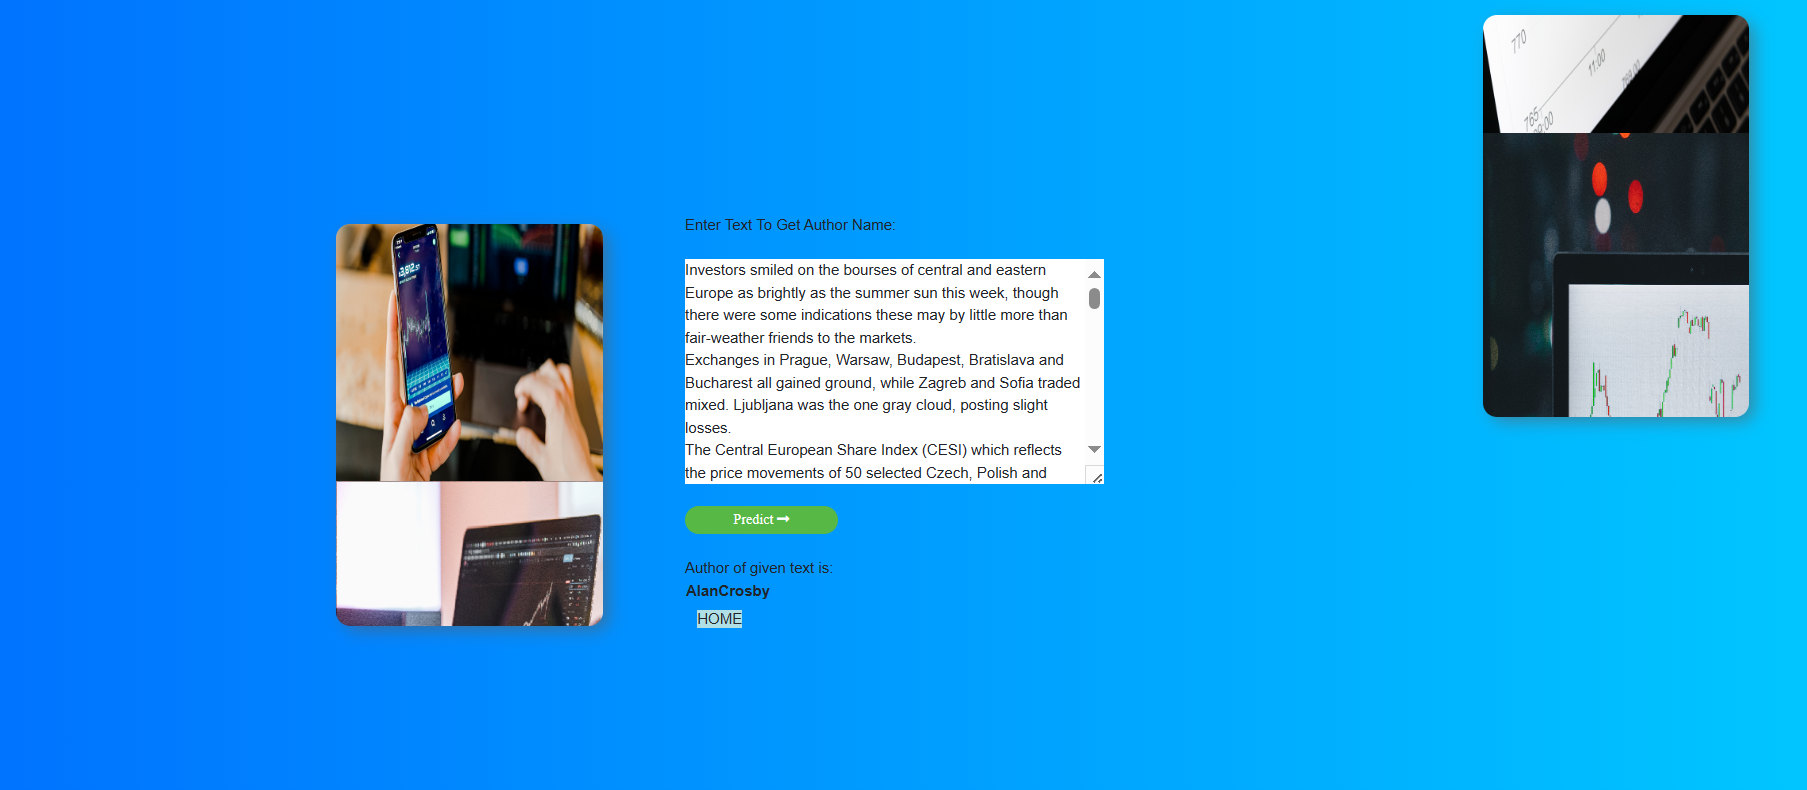 Enter Text To Get Author Name:
Investors smiled on the bourses of central and eastern
Europe as brightly as the summer sun this week, though
there were some indications these may by little more than
fair-weather friends to the markets.
Exchanges in Prague, Warsaw, Budapest, Bratislava and
Bucharest all gained ground, while Zagreb and Sofia traded
mixed. Ljubljana was the one gray cloud, posting slight
losses.
The Central European Share Index (CESI) which reflects
the price movements of 50 selected Czech, Polish and
Predict
Author of given text is:
AlanCrosby
HOME
770
11:00
765